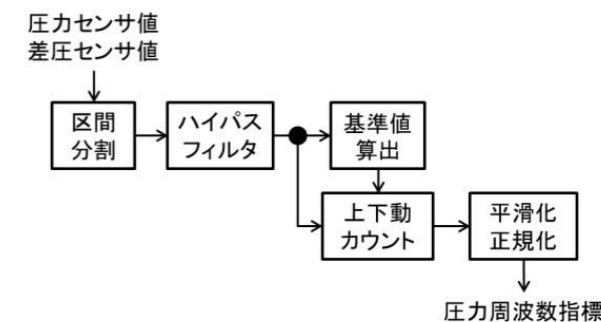 圧力センサ値
差圧センサ値
区間
分割
ハイパス
フィルタ
基準値
算出
上下動
カウント
平滑化
正規化
圧力周波数指標